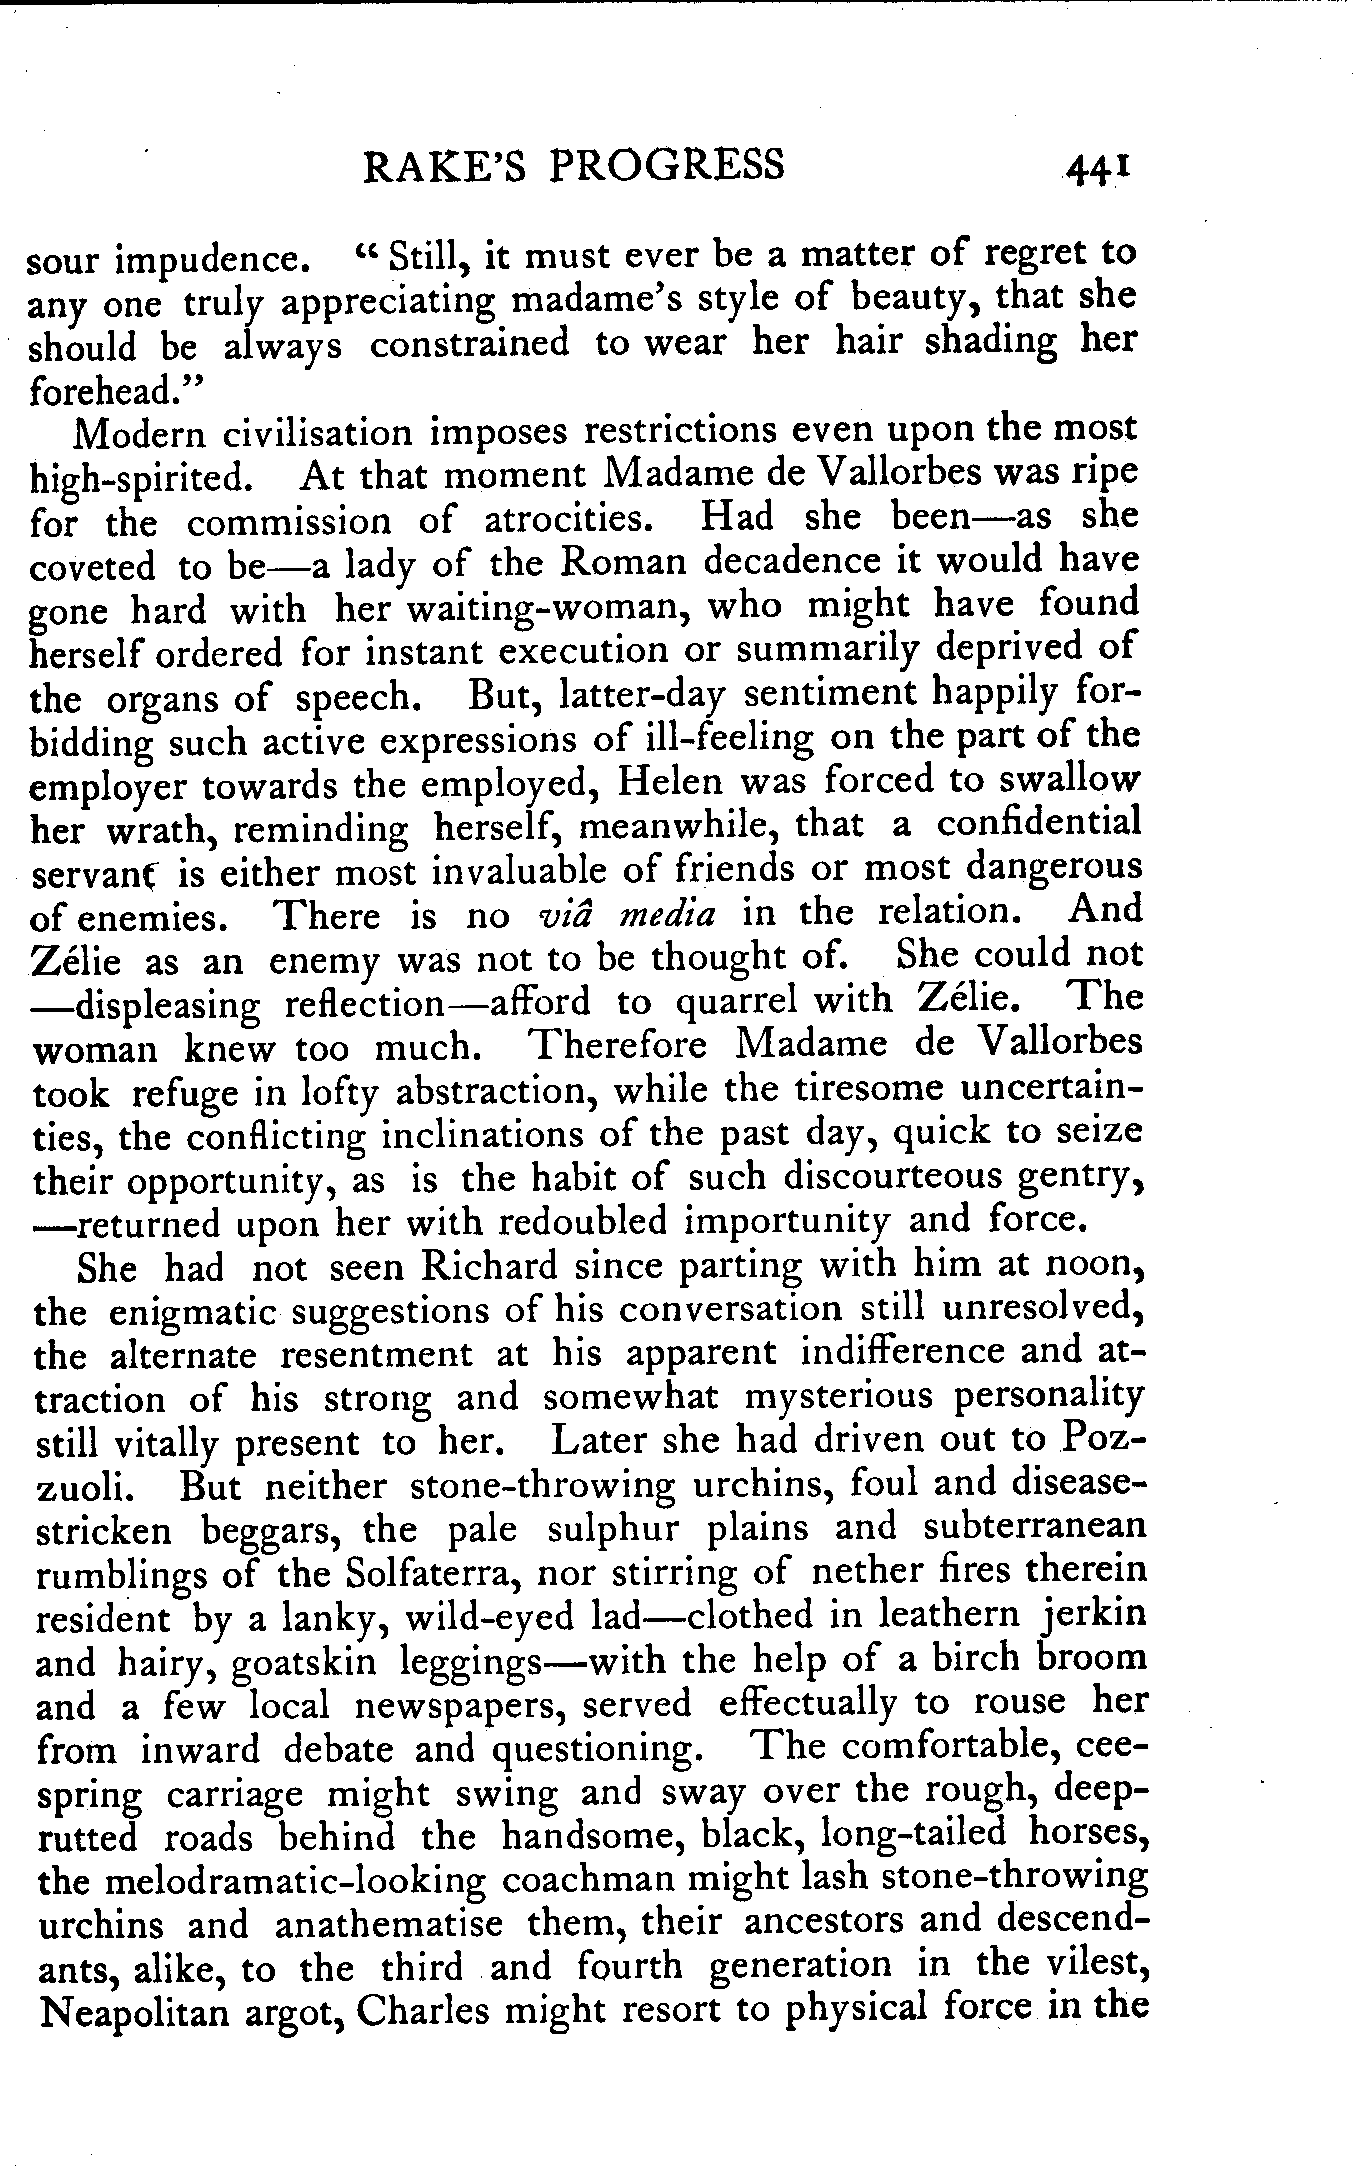 RAKE'S PROGRESS 441
sour impudence. “Still, it must ever be a matter of regret to
any one truly appreciating madame's style of beauty, that she
should be always constrained to wear her hair shading her
forehead.”
Modern civilisation imposes restrictions even upon the most
high-spirited. At that moment Madame de Vallorbes was ripe
for the commission of atrocities. Had she been—as she
coveted to be—a lady of the Roman decadence it would have
gone hard with her waiting-woman, who might have found
herself ordered for instant execution or summarily deprived of
the organs of speech. But, latter-day sentiment happily for-
bidding such active expressions of ill-feeling on the part of the
employer towards the employed, Helen was forced to swallow
her wrath, reminding herself, meanwhile, that a confidential
servant is either most invaluable of friends or most dangerous
of enemies. There is no viâ media in the relation. And
Zélie as an enemy was not to be thought of. She could not
—displeasing reflection—afford to quarrel with Zélie. The
woman knew too much. Therefore Madame de Vallorbes
took refuge in lofty abstraction, while the tiresome uncertain-
ties, the conflicting inclinations of the past day, quick to seize
their opportunity, as is the habit of such discourteous gentry,
—returned upon her with redoubled importunity and force.
She had not seen Richard since parting with him at noon,
the enigmatic suggestions of his conversation still unresolved,
the alternate resentment at his apparent indifference and at-
traction of his strong and somewhat mysterious personality
still vitally present to her. Later she had driven out to Poz-
zuoli. But neither stone-throwing urchins, foul and disease-
stricken beggars, the pale sulphur plains and subterranean
rumblings of the Solfaterra, nor stirring of nether fires therein
resident by a lanky, wild-eyed lad—clothed in leathern jerkin
and hairy, goatskin leggings—with the help of a birch broom
and a few local newspapers, served effectually to rouse her
from inward debate and questioning. The comfortable, cee-
spring carriage might swing and sway over the rough, deep-
rutted roads behind the handsome, black, long-tailed horses,
the melodramatic-looking coachman might lash stone-throwing
urchins and anathematise them, their ancestors and descend-
ants, alike, to the third and fourth generation in the vilest,
Neapolitan argot, Charles might resort to physical force in the